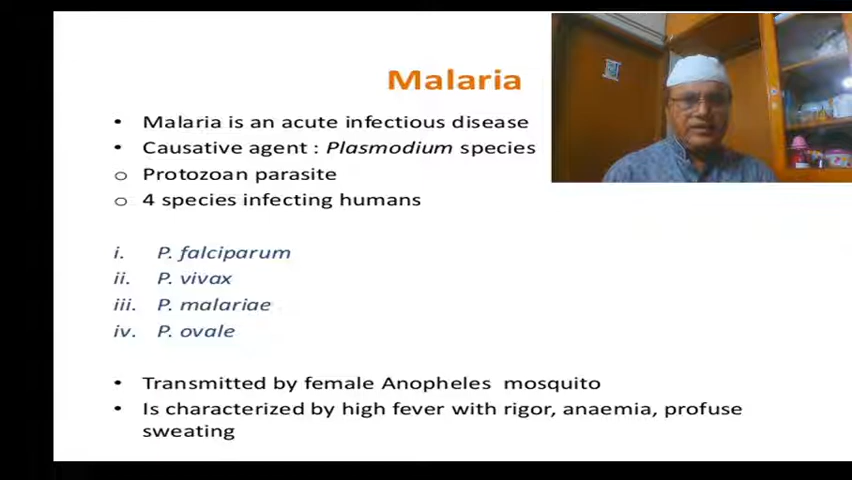 Malaria
• Malaria is an acute infectious disease
• Causative agent : Plasmodium species
o Protozoan parasite
o 4 species infecting humans
i. P. falciparum
ii. P. vivax
iii. P. malariae
iv. P. ovale
• Transmitted by female Anopheles mosquito
• Is characterized by high fever with rigor, anaemia, profuse
sweating